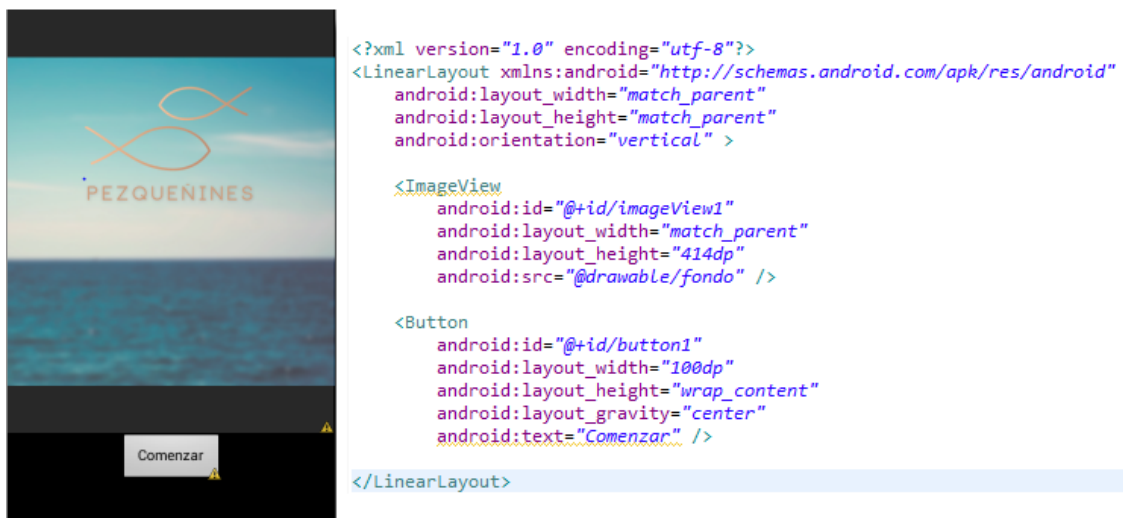 PEZQUEÑINES
Comenzar
<?xml version="1.0" encoding="utf-8"?>
<LinearLayout xmlns:android="http://schemas.android.com/apk/res/android"
    android:layout_width="match_parent"
    android:layout_height="match_parent"
    android:orientation="vertical" >

    <ImageView
        android:id="@+id/imageView1"
        android:layout_width="match_parent"
        android:layout_height="414dp"
        android:src="@drawable/fondo" />

    <Button
        android:id="@+id/button1"
        android:layout_width="100dp"
        android:layout_height="wrap_content"
        android:layout_gravity="center"
        android:text="Comenzar" />

</LinearLayout>